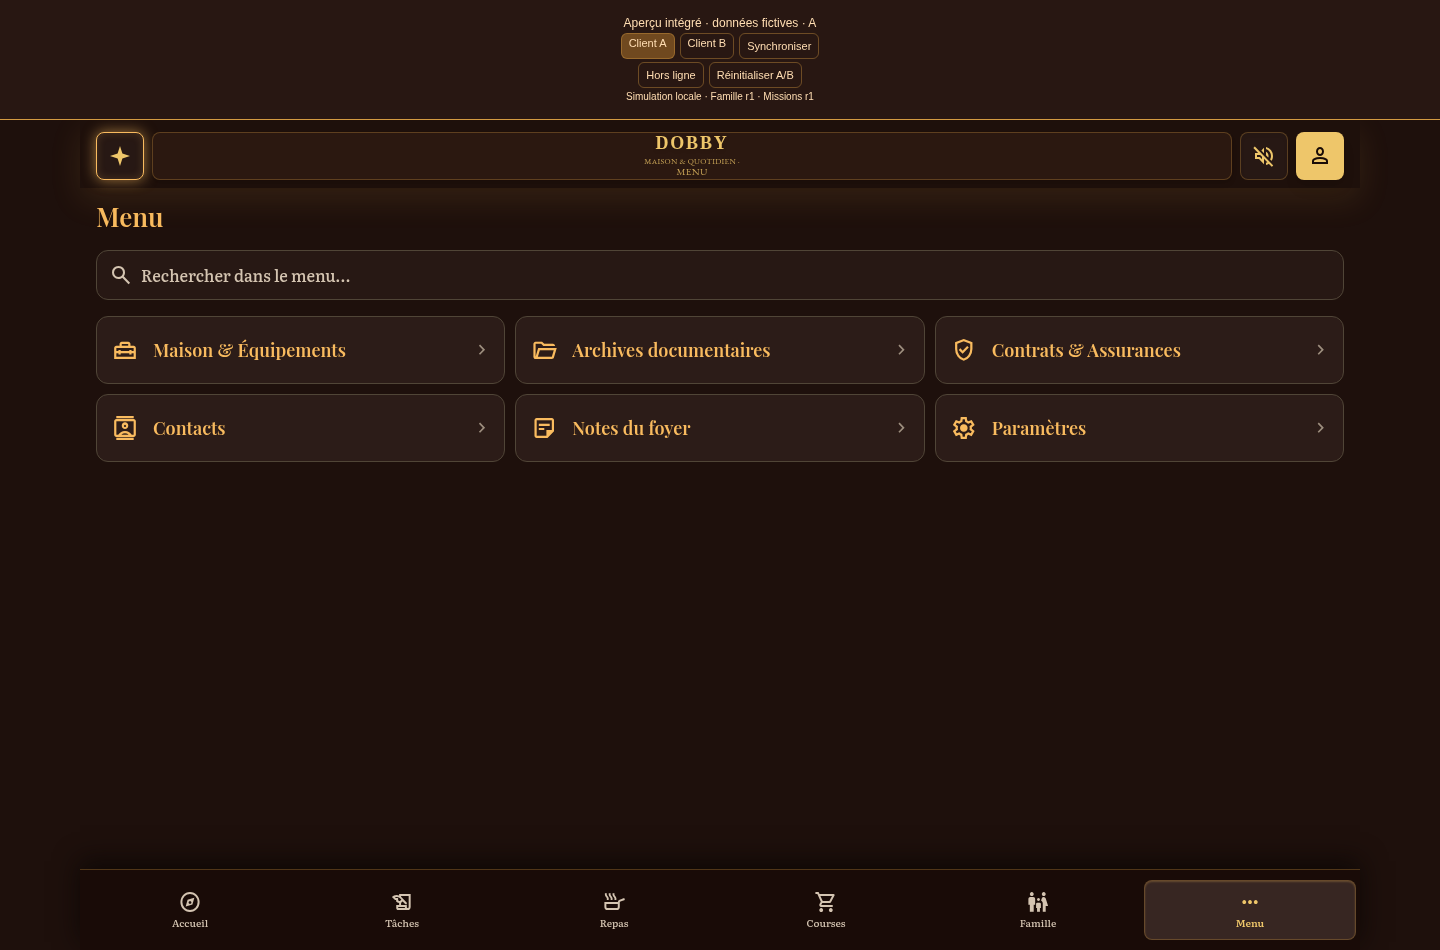 Aperçu intégré · données fictives · A
Client A
Client B
Synchroniser
Hors ligne
Réinitialiser A/B
Simulation locale · Famille r1 · Missions r1
DOBBY
MAISON & QUOTIDIEN ·
MENU
Menu
Rechercher dans le menu...
Maison & Équipements
Archives documentaires
Contrats & Assurances
Contacts
Notes du foyer
Paramètres
Accueil
Tâches
Repas
Courses
Famille
Menu